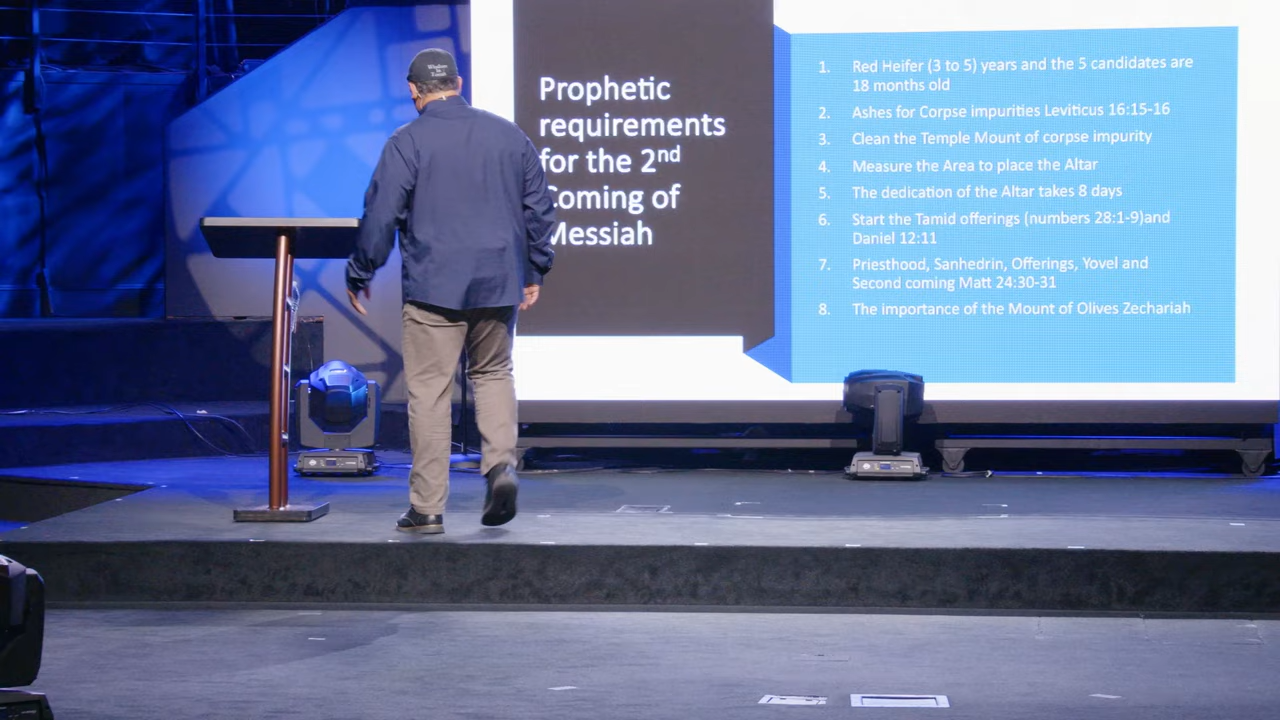 Prophetic
requirements
for the 2nd
Coming of
Messiah
1. Red Heifer (3 to 5) years and the 5 candidates are
18 months old
2. Ashes for Corpse impurities Leviticus 16:15-16
3. Clean the Temple Mount of corpse impurity
4. Measure the Area to place the Altar
5. The dedication of the Altar takes 8 days
6. Start the Tamid offerings (numbers 28:1-9)and
Daniel 12:11
7. Priesthood, Sanhedrin, Offerings, Yovel and
Second coming Matt 24:30-31
8. The importance of the Mount of Olives Zechariah